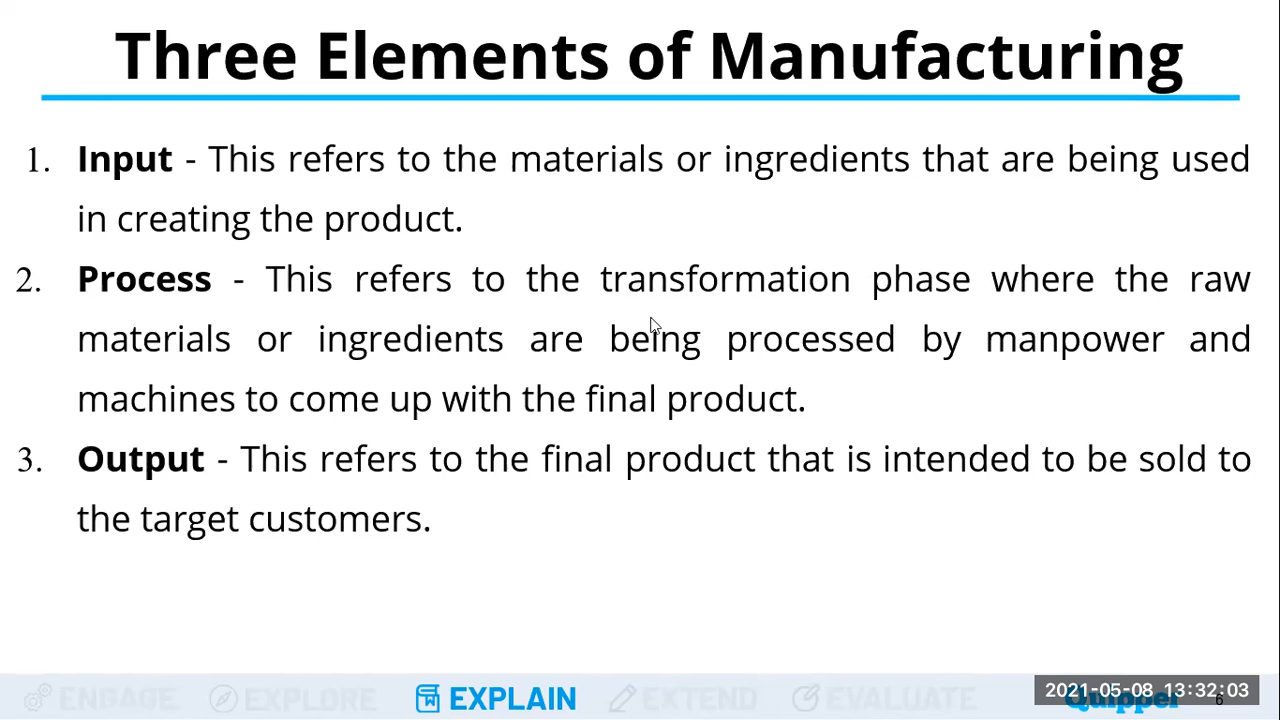 Three Elements of Manufacturing
1. Input - This refers to the materials or ingredients that are being used
in creating the product.
2. Process - This refers to the transformation phase where the raw
materials or ingredients are being processed by manpower and
machines to come up with the final product.
3. Output - This refers to the final product that is intended to be sold to
the target customers.
ENGAGE EXPLORE EXPLAIN EXTEND EVALUATE Quipper 6
2021-05-08 13:32:03